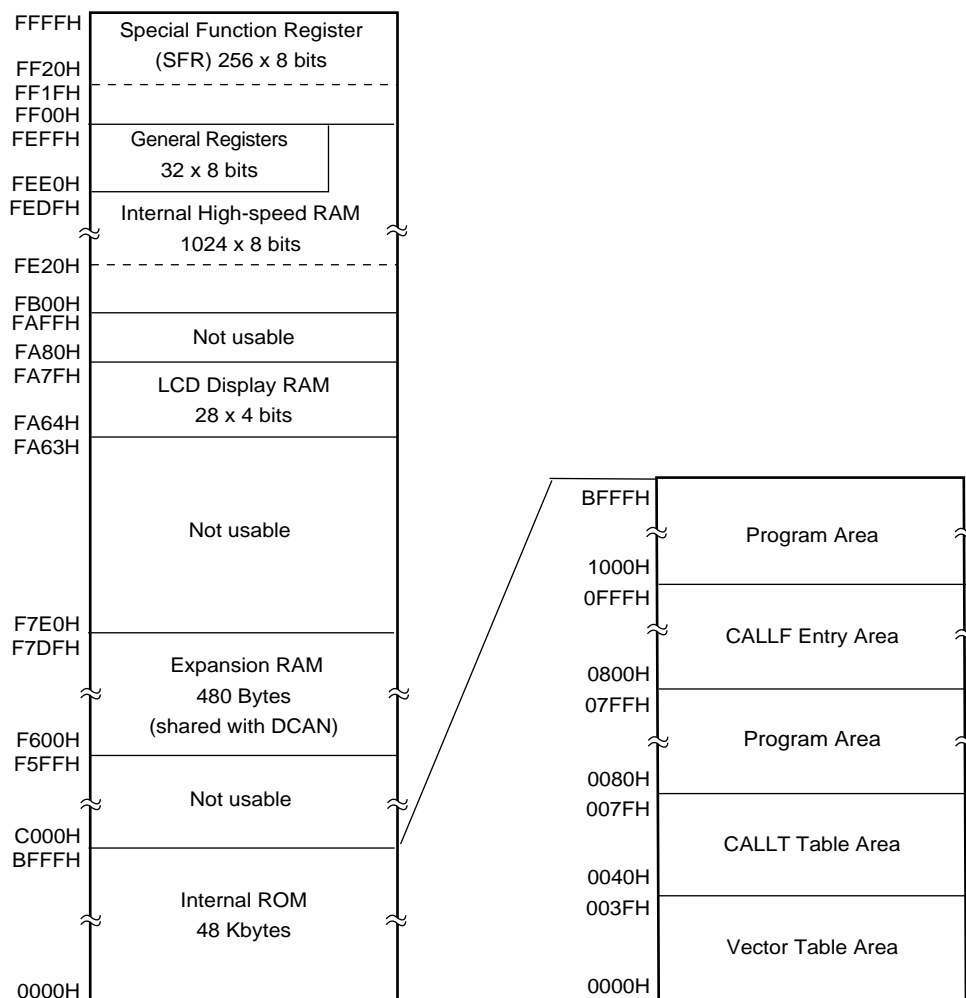 FFFFH
Special Function Register
(SFR) 256 x 8 bits
FF20H
FF1FH
FF00H
FEFFH
General Registers
32 x 8 bits
FEE0H
FEDFH
Internal High-speed RAM
1024 x 8 bits
FE20H
FB00H
FAFFH
Not usable
FA80H
FA7FH
LCD Display RAM
28 x 4 bits
FA64H
FA63H
Not usable
F7E0H
F7DFH
Expansion RAM
480 Bytes
(shared with DCAN)
F600H
F5FFH
Not usable
C000H
BFFFH
Internal ROM
48 Kbytes
0000H
BFFFH
Program Area
1000H
0FFFH
CALLF Entry Area
0800H
07FFH
Program Area
0080H
007FH
CALLT Table Area
0040H
003FH
Vector Table Area
0000H